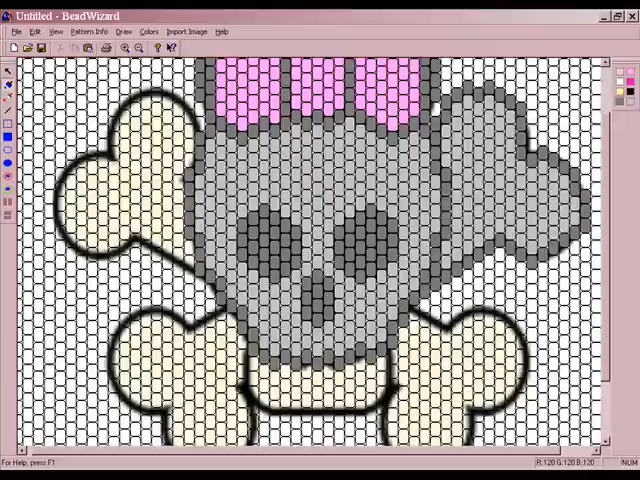 Untitled - BeadWizard
File Edit View Pattern Info Draw Colors Import Image Help
For Help, press F1
R:120 G:120 B:120
NUM